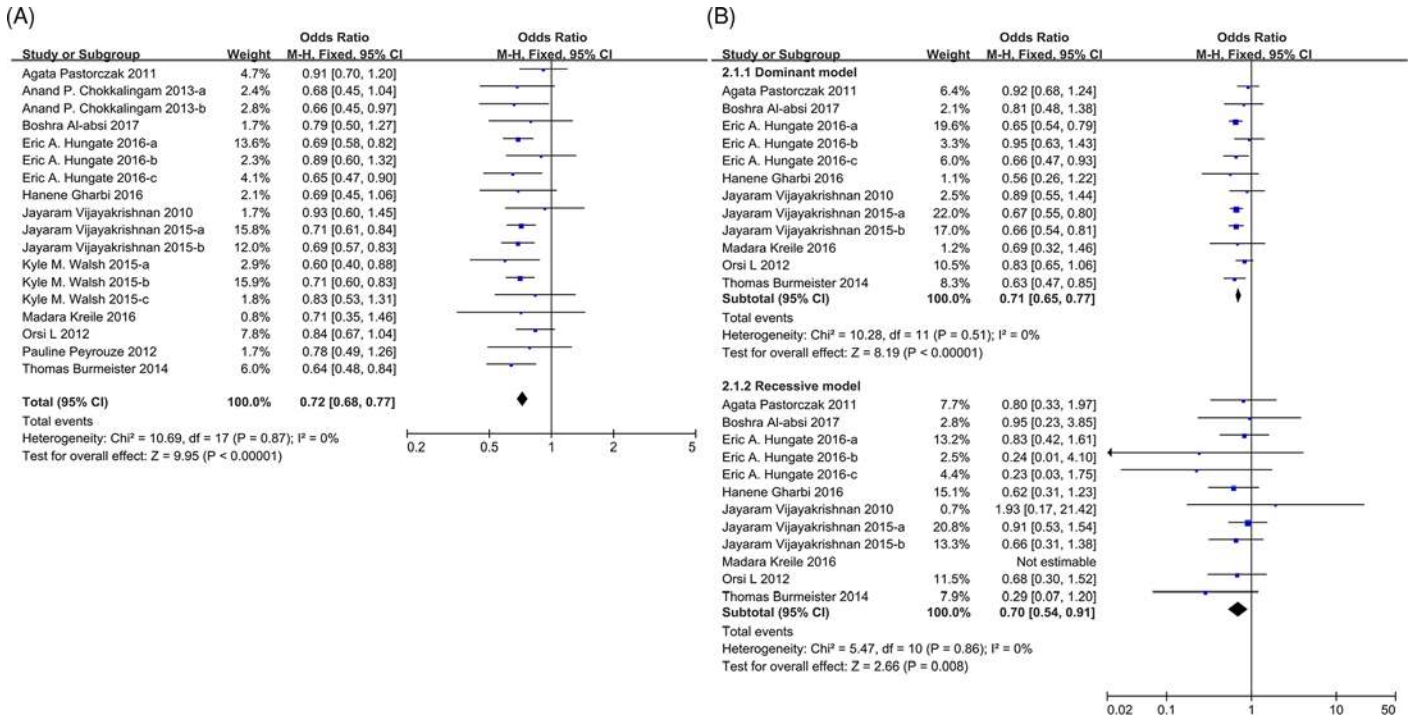 (A)
Odds Ratio Odds Ratio
Study or Subgroup Weight M-H, Fixed, 95% CI M-H, Fixed, 95% CI
Agata Pastorczak 2011 4.7% 0.91 [0.70, 1.20]
Anand P. Chokkalingam 2013-a 2.4% 0.68 [0.45, 1.04]
Anand P. Chokkalingam 2013-b 2.8% 0.66 [0.45, 0.97]
Boshra Al-absi 2017 1.7% 0.79 [0.50, 1.27]
Eric A. Hungate 2016-a 13.6% 0.69 [0.58, 0.82]
Eric A. Hungate 2016-b 2.3% 0.89 [0.60, 1.32]
Eric A. Hungate 2016-c 4.1% 0.65 [0.47, 0.90]
Hanene Gharbi 2016 2.1% 0.69 [0.45, 1.06]
Jayaram Vijayakrishnan 2010 1.7% 0.93 [0.60, 1.45]
Jayaram Vijayakrishnan 2015-a 15.8% 0.71 [0.61, 0.84]
Jayaram Vijayakrishnan 2015-b 12.0% 0.69 [0.57, 0.83]
Kyle M. Walsh 2015-a 2.9% 0.60 [0.40, 0.88]
Kyle M. Walsh 2015-b 15.9% 0.71 [0.60, 0.83]
Kyle M. Walsh 2015-c 1.8% 0.83 [0.53, 1.31]
Madara Kreile 2016 0.8% 0.71 [0.35, 1.46]
Orsi L 2012 7.8% 0.84 [0.67, 1.04]
Pauline Peyrouze 2012 1.7% 0.78 [0.49, 1.26]
Thomas Burmeister 2014 6.0% 0.64 [0.48, 0.84]
Total (95% CI) 100.0% 0.72 [0.68, 0.77]
Total events
Heterogeneity: Chi² = 10.69, df = 17 (P = 0.87); I² = 0%
Test for overall effect: Z = 9.95 (P < 0.00001)
0.2 0.5 1 2 5
(B)
Odds Ratio Odds Ratio
Study or Subgroup Weight M-H, Fixed, 95% CI M-H, Fixed, 95% CI
2.1.1 Dominant model
Agata Pastorczak 2011 6.4% 0.92 [0.68, 1.24]
Boshra Al-absi 2017 2.1% 0.81 [0.48, 1.38]
Eric A. Hungate 2016-a 19.6% 0.65 [0.54, 0.79]
Eric A. Hungate 2016-b 3.3% 0.95 [0.63, 1.43]
Eric A. Hungate 2016-c 6.0% 0.66 [0.47, 0.93]
Hanene Gharbi 2016 1.1% 0.56 [0.26, 1.22]
Jayaram Vijayakrishnan 2010 2.5% 0.89 [0.55, 1.44]
Jayaram Vijayakrishnan 2015-a 22.0% 0.67 [0.55, 0.80]
Jayaram Vijayakrishnan 2015-b 17.0% 0.66 [0.54, 0.81]
Madara Kreile 2016 1.2% 0.69 [0.32, 1.46]
Orsi L 2012 10.5% 0.83 [0.65, 1.06]
Thomas Burmeister 2014 8.3% 0.63 [0.47, 0.85]
Subtotal (95% CI) 100.0% 0.71 [0.65, 0.77]
Total events
Heterogeneity: Chi² = 10.28, df = 11 (P = 0.51); I² = 0%
Test for overall effect: Z = 8.19 (P < 0.00001)
2.1.2 Recessive model
Agata Pastorczak 2011 7.7% 0.80 [0.33, 1.97]
Boshra Al-absi 2017 2.8% 0.95 [0.23, 3.85]
Eric A. Hungate 2016-a 13.2% 0.83 [0.42, 1.61]
Eric A. Hungate 2016-b 2.5% 0.24 [0.01, 4.10]
Eric A. Hungate 2016-c 4.4% 0.23 [0.03, 1.75]
Hanene Gharbi 2016 15.1% 0.62 [0.31, 1.23]
Jayaram Vijayakrishnan 2010 0.7% 1.93 [0.17, 21.42]
Jayaram Vijayakrishnan 2015-a 20.8% 0.91 [0.53, 1.54]
Jayaram Vijayakrishnan 2015-b 13.3% 0.66 [0.31, 1.38]
Madara Kreile 2016 Not estimable
Orsi L 2012 11.5% 0.68 [0.30, 1.52]
Thomas Burmeister 2014 7.9% 0.29 [0.07, 1.20]
Subtotal (95% CI) 100.0% 0.70 [0.54, 0.91]
Total events
Heterogeneity: Chi² = 5.47, df = 10 (P = 0.86); I² = 0%
Test for overall effect: Z = 2.66 (P = 0.008)
0.02 0.1 1 10 50